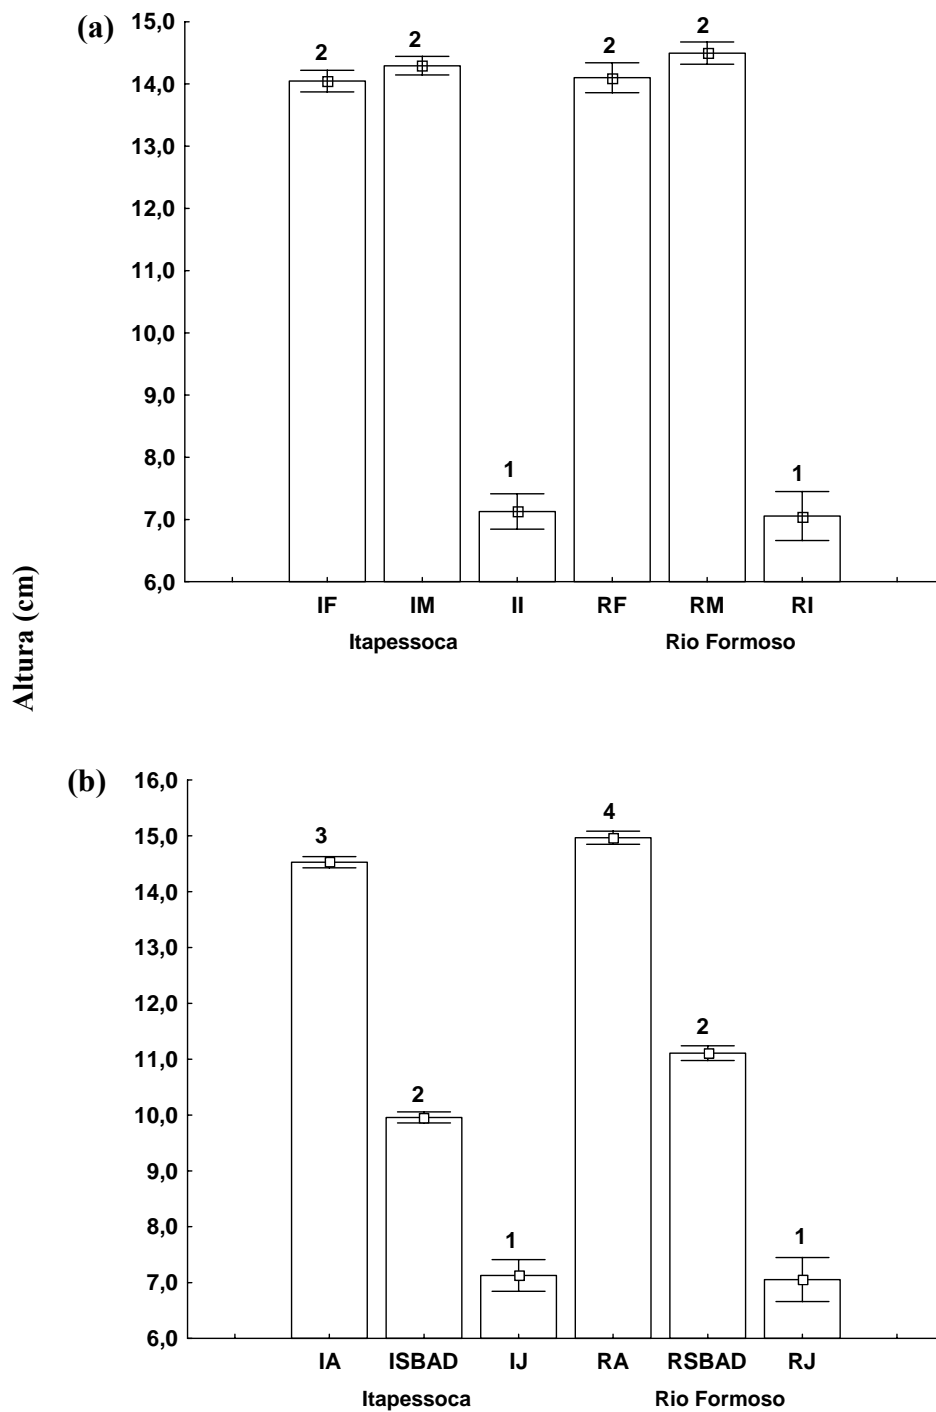 (a)
15,0
14,0
13,0
12,0
11,0
10,0
9,0
8,0
7,0
6,0
2 2 1 2 2 1
IF IM II RF RM RI
Itapessoca Rio Formoso
Altura (cm)
(b)
16,0
15,0
14,0
13,0
12,0
11,0
10,0
9,0
8,0
7,0
6,0
3 2 1 4 2 1
IA ISBAD IJ RA RSBAD RJ
Itapessoca Rio Formoso